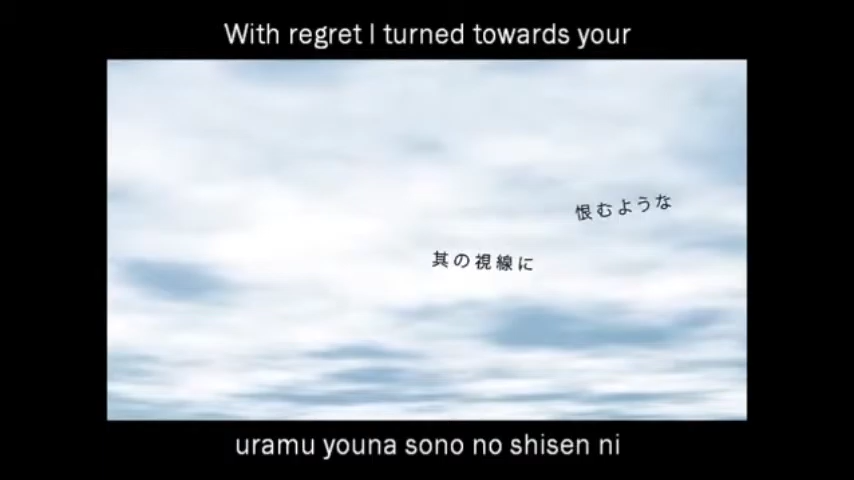 With regret I turned towards your
恨むような
其の視線に
uramu youna sono no shisen ni